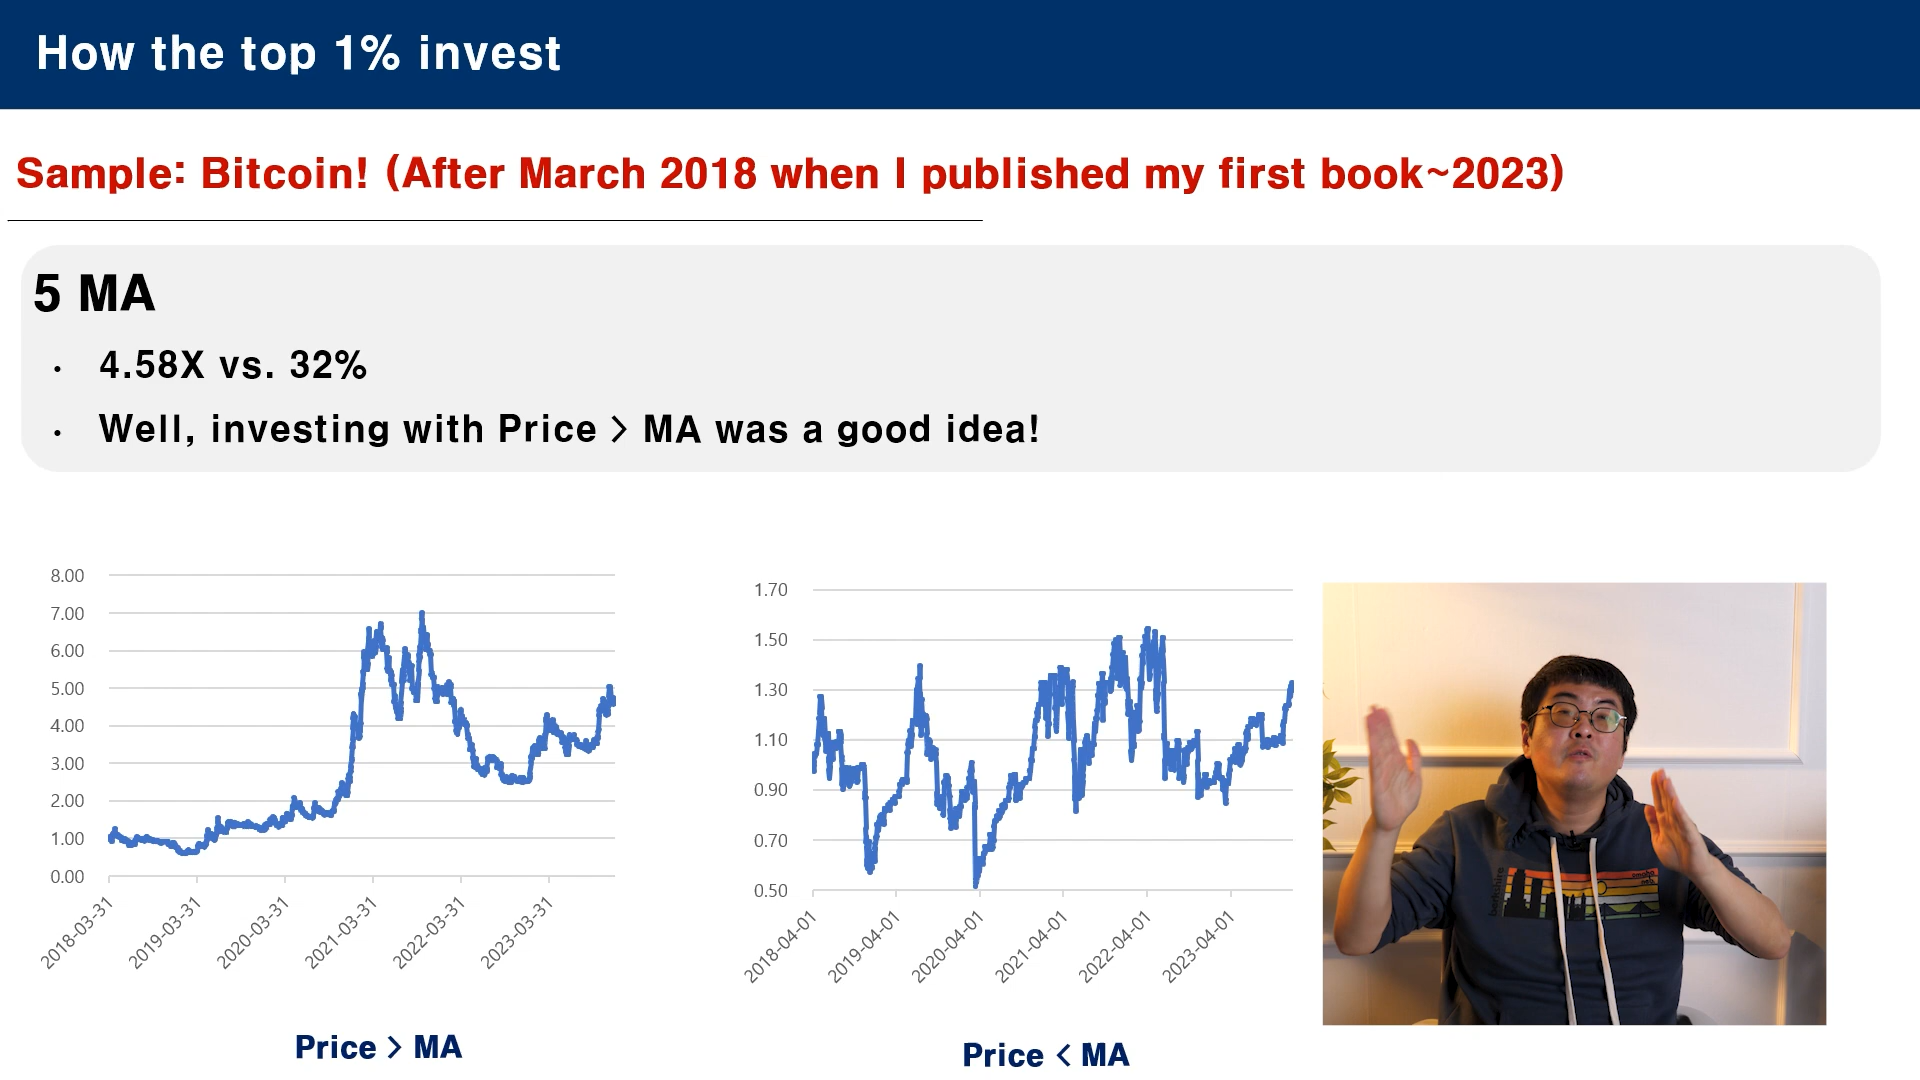 How the top 1% invest
Sample: Bitcoin! (After March 2018 when I published my first book~2023)
5 MA
· 4.58X vs. 32%
· Well, investing with Price > MA was a good idea!
8.00
7.00
6.00
5.00
4.00
3.00
2.00
1.00
0.00
2018-03-31
2019-03-31
2020-03-31
2021-03-31
2022-03-31
2023-03-31
Price > MA
1.70
1.50
1.30
1.10
0.90
0.70
0.50
2018-04-01
2019-04-01
2020-04-01
2021-04-01
2022-04-01
2023-04-01
Price < MA
berkshire
omaha
neb.